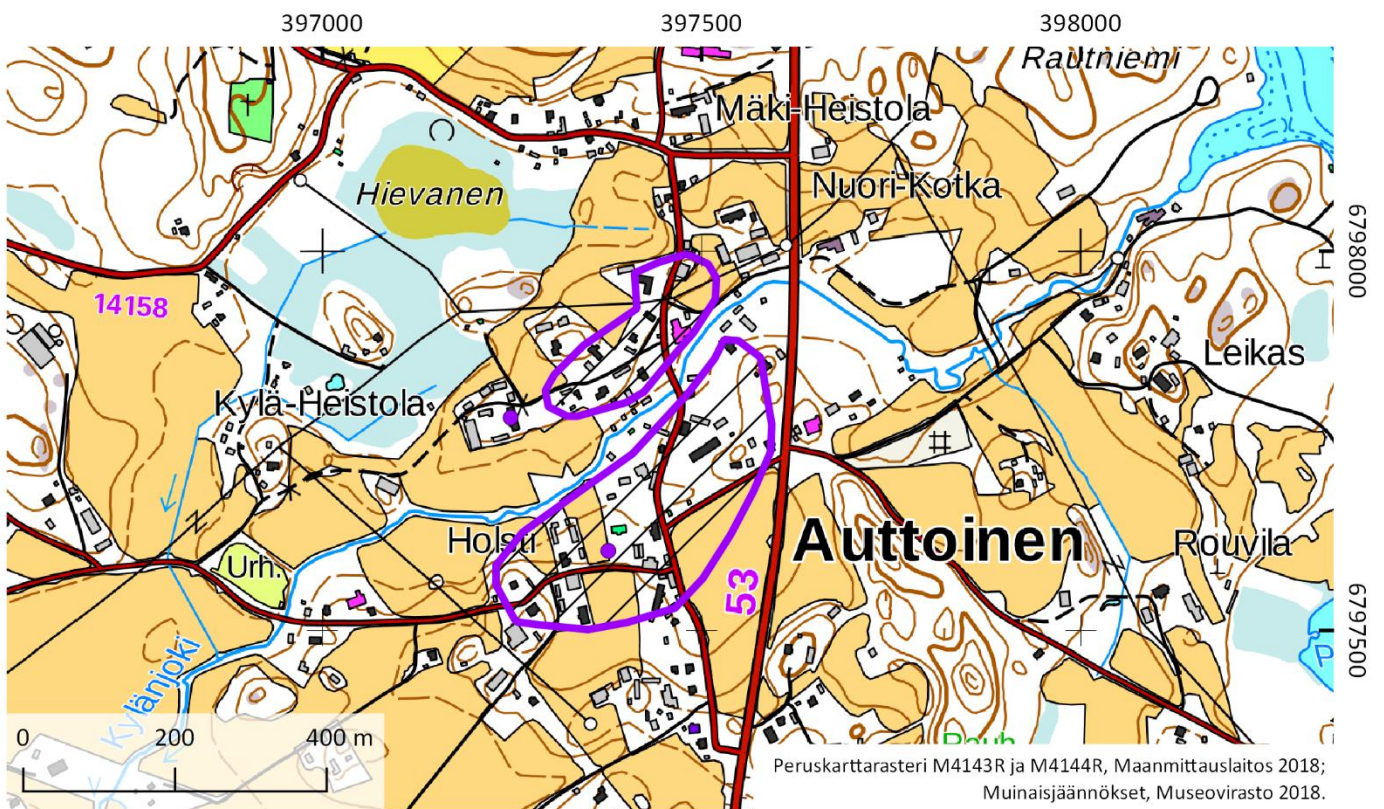 397000 397500 398000
Rautniemi
Mäki-Heistola
Hievanen
Nuori-Kotka
6798000
14158
Leikas
Kylä-Heistola
Holsti
Auttoinen
Rouvila
Urh.
53
6797500
Kylänjoki
P
Rauh.
0 200 400 m
Peruskarttarasteri M4143R ja M4144R, Maanmittauslaitos 2018;
Muinaisjäännökset, Museovirasto 2018.